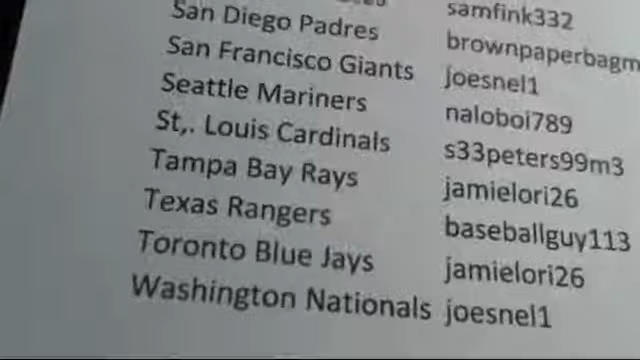 samfink332
San Diego Padres brownpaperbagm
San Francisco Giants joesnel1
Seattle Mariners naloboi789
St,. Louis Cardinals s33peters99m3
Tampa Bay Rays jamielori26
Texas Rangers baseballguy113
Toronto Blue Jays jamielori26
Washington Nationals joesnel1